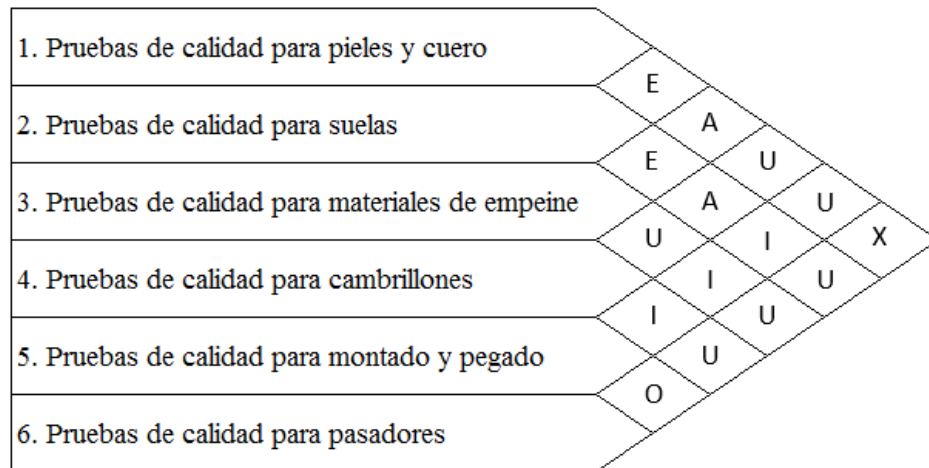 1. Pruebas de calidad para pieles y cuero
E
2. Pruebas de calidad para suelas
A
E
U
3. Pruebas de calidad para materiales de empeine
A
U
U
I
X
4. Pruebas de calidad para cambrillones
I
U
I
U
5. Pruebas de calidad para montado y pegado
U
O
6. Pruebas de calidad para pasadores